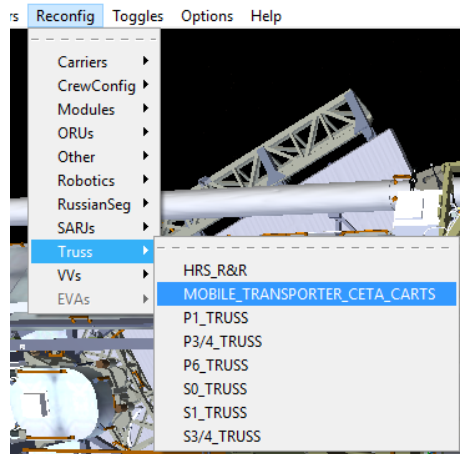 rs Reconfig Toggles Options Help
Carriers
CrewConfig
Modules
ORUs
Other
Robotics
RussianSeg
SARJs
Truss
VVs
EVAs
HRS_R&R
MOBILE_TRANSPORTER_CETA_CARTS
P1_TRUSS
P3/4_TRUSS
P6_TRUSS
S0_TRUSS
S1_TRUSS
S3/4_TRUSS